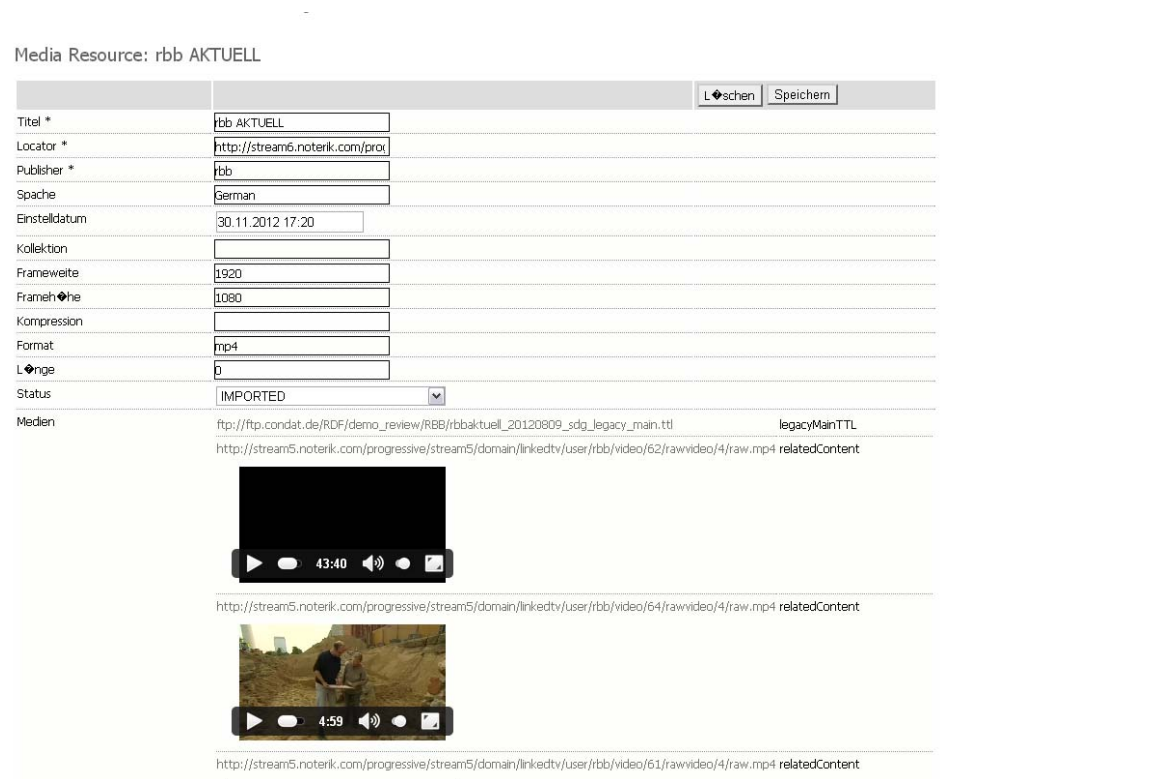 Media Resource: rbb AKTUELL
L�schen Speichern
Titel * rbb AKTUELL
Locator * http://stream6.noterik.com/pro
Publisher * rbb
Spache German
Einstelldatum 30.11.2012 17:20
Kollektion
Frameweite 1920
Frameh�he 1080
Kompression
Format mp4
L�nge 0
Status IMPORTED
Medien ftp://ftp.condat.de/RDF/demo_review/RBB/rbbaktuell_20120809_sdg_legacy_main.ttl legacyMainTTL
http://stream5.noterik.com/progressive/stream5/domain/linkedtv/user/rbb/video/62/rawvideo/4/raw.mp4 relatedContent
43:40
http://stream5.noterik.com/progressive/stream5/domain/linkedtv/user/rbb/video/64/rawvideo/4/raw.mp4 relatedContent
4:59
http://stream5.noterik.com/progressive/stream5/domain/linkedtv/user/rbb/video/61/rawvideo/4/raw.mp4 relatedContent